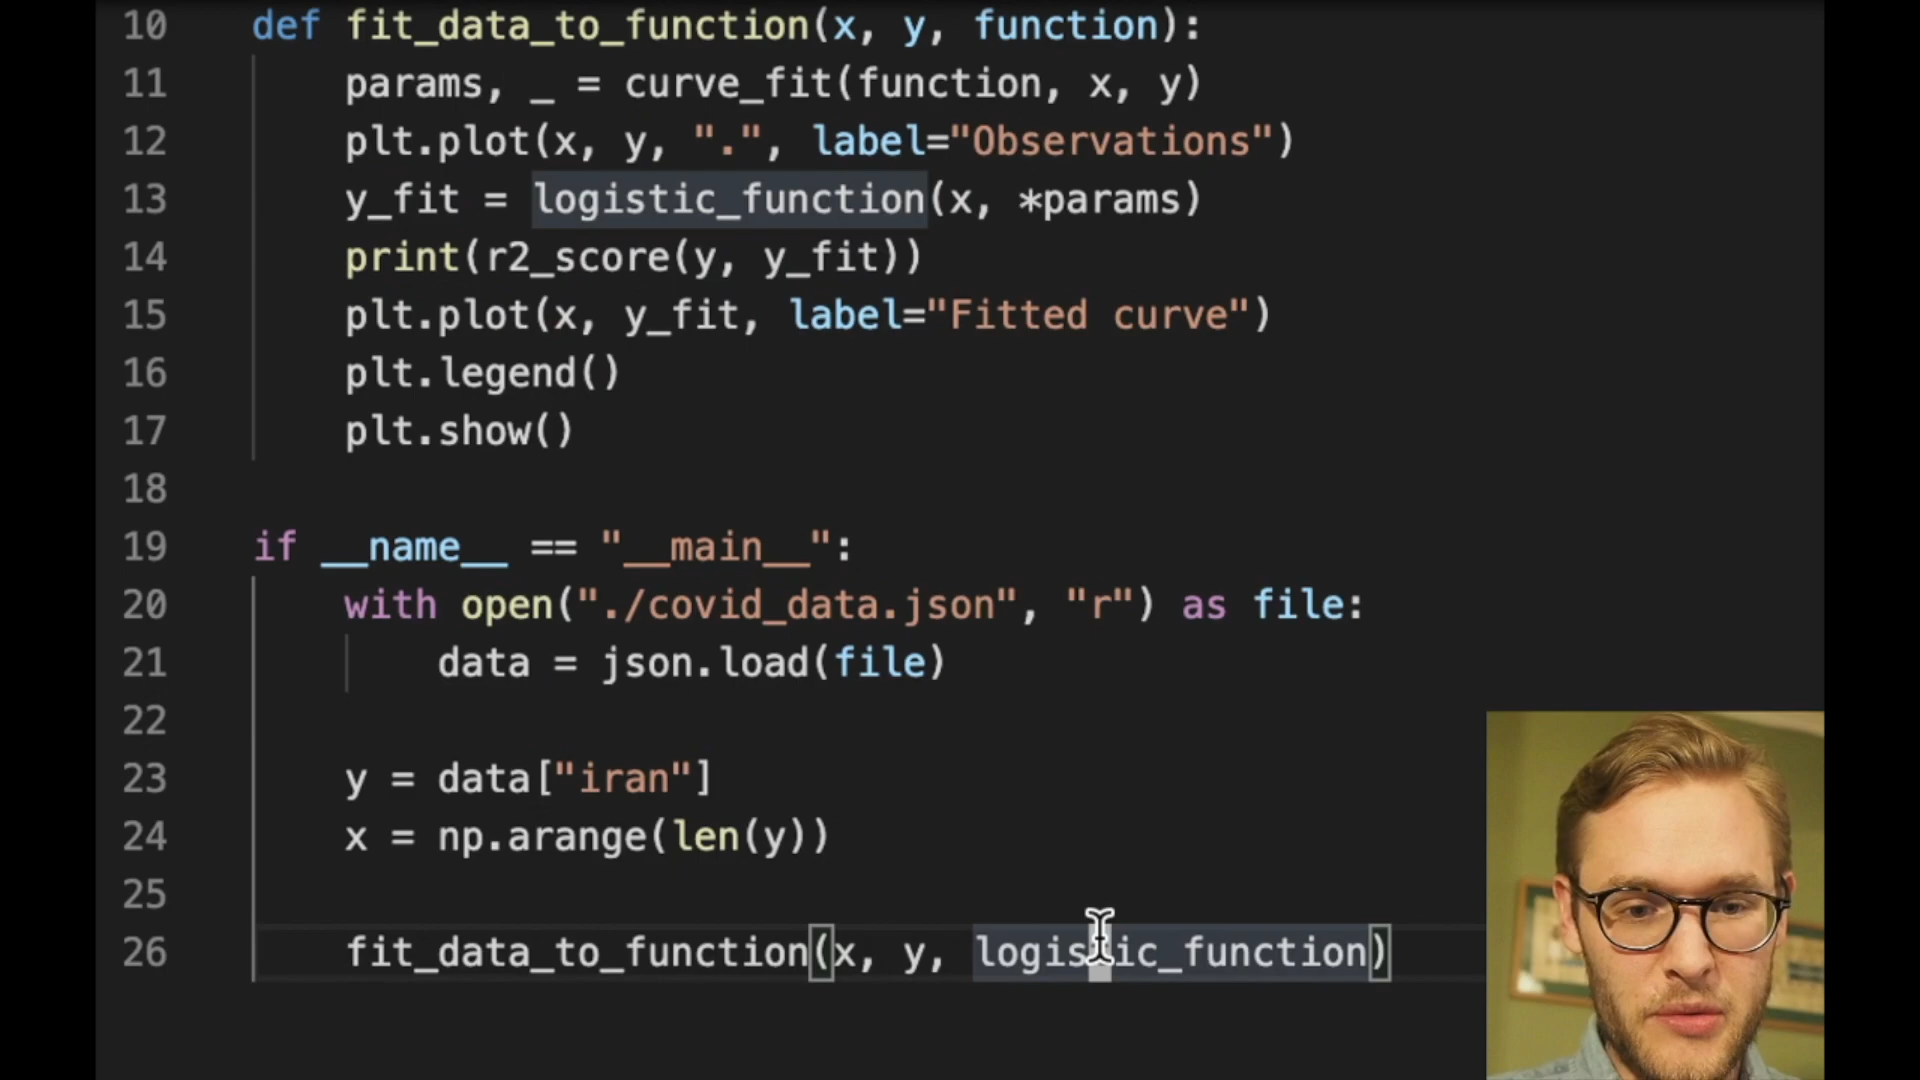 10 def fit_data_to_function(x, y, function):
11 params, _ = curve_fit(function, x, y)
12 plt.plot(x, y, ".", label="Observations")
13 y_fit = logistic_function(x, *params)
14 print(r2_score(y, y_fit))
15 plt.plot(x, y_fit, label="Fitted curve")
16 plt.legend()
17 plt.show()
18
19 if __name__ == "__main__":
20 with open("./covid_data.json", "r") as file:
21 data = json.load(file)
22
23 y = data["iran"]
24 x = np.arange(len(y))
25
26 fit_data_to_function(x, y, logistic_function)